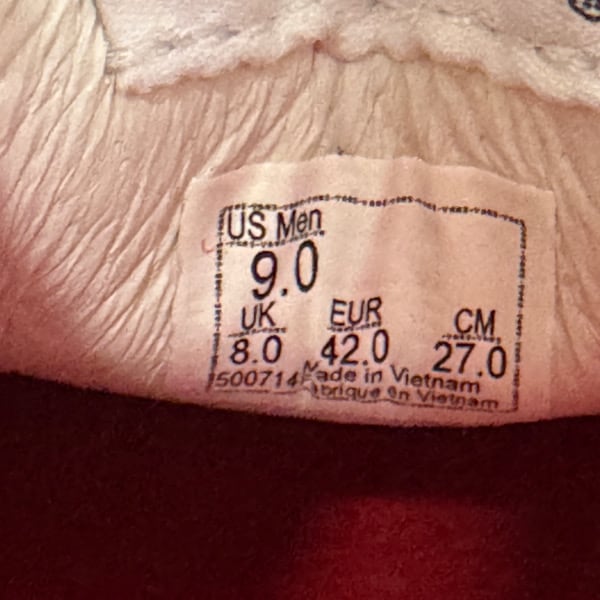 US Men
9.0
UK EUR CM
8.0 42.0 27.0
500714 Made in Vietnam
Fabrique en Vietnam